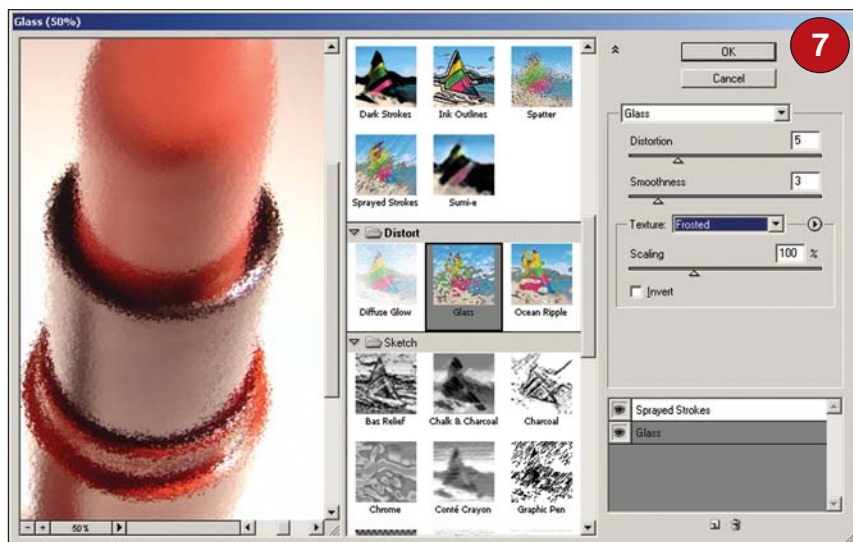 Glass (50%)
7
OK
Cancel
Dark Strokes
Ink Outlines
Spatter
Sprayed Strokes
Sumi-e
Distort
Diffuse Glow
Glass
Ocean Ripple
Sketch
Bas Relief
Chalk & Charcoal
Charcoal
Chrome
Conté Crayon
Graphic Pen
50%
Glass
Distortion
5
Smoothness
3
Texture:
Frosted
Scaling
100 %
Invert
Sprayed Strokes
Glass